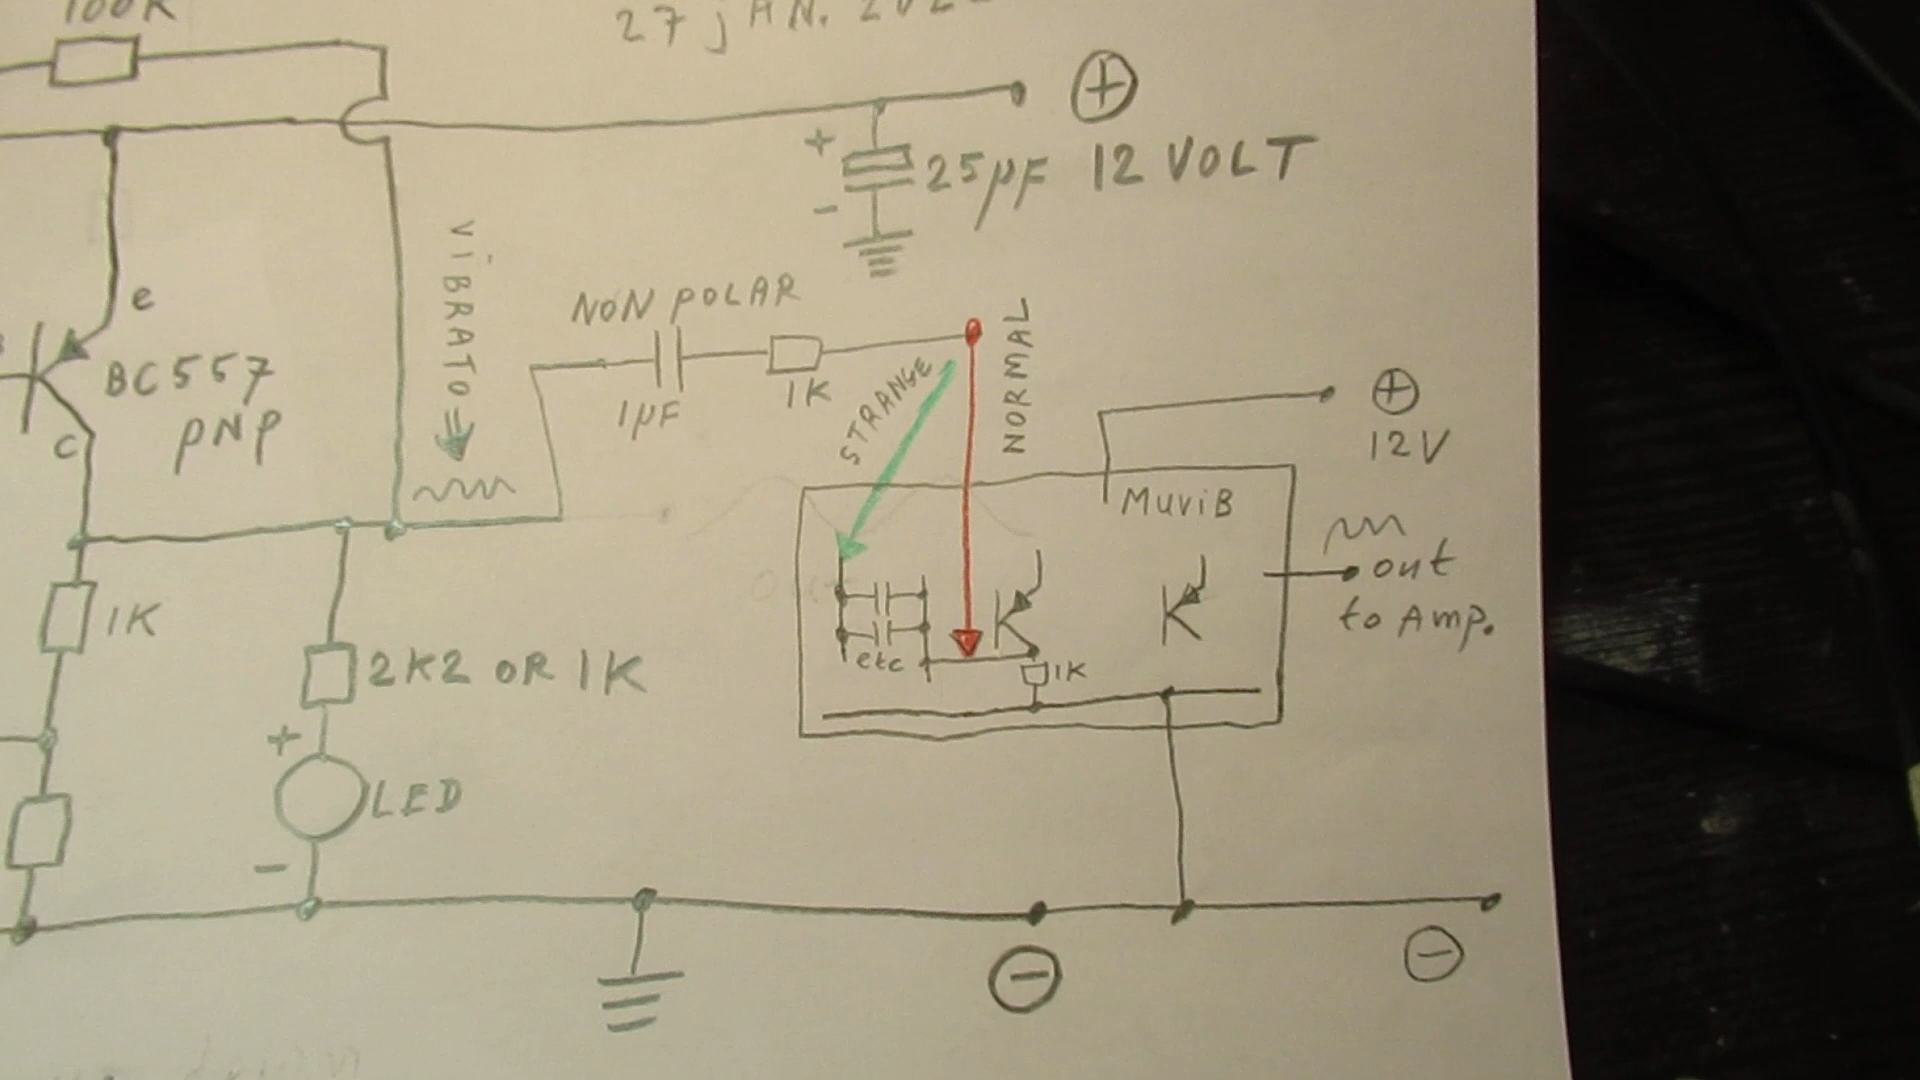 100K
27 JAN.
+
12 VOLT
+
25µF
-
VIBRATO
NON POLAR
1µF
1K
STRANGE
NORMAL
e
BC557
PNP
c
+
12V
MuviB
out
to Amp.
etc
1K
1K
2K2 OR 1K
+
LED
-
-
-